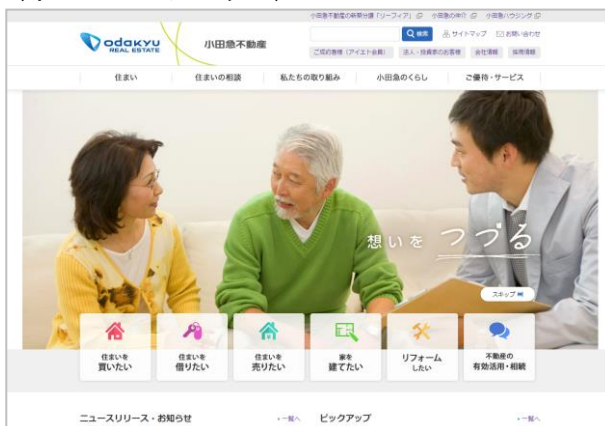 小田急不動産の新築分譲「リーフィア」
小田急の仲介
小田急ハウジング
odakyu
REAL ESTATE
小田急不動産
検索
サイトマップ
お問い合わせ
ご成約者様（アイエト会員）
法人・投資家のお客様
会社情報
採用情報
住まい
住まいの相談
私たちの取り組み
小田急のくらし
ご優待・サービス
想いを つづる
スキップ
住まいを
買いたい
住まいを
借りたい
住まいを
売りたい
家を
建てたい
リフォーム
したい
不動産の
有効活用・相続
ニュースリリース・お知らせ
一覧へ
ピックアップ
一覧へ